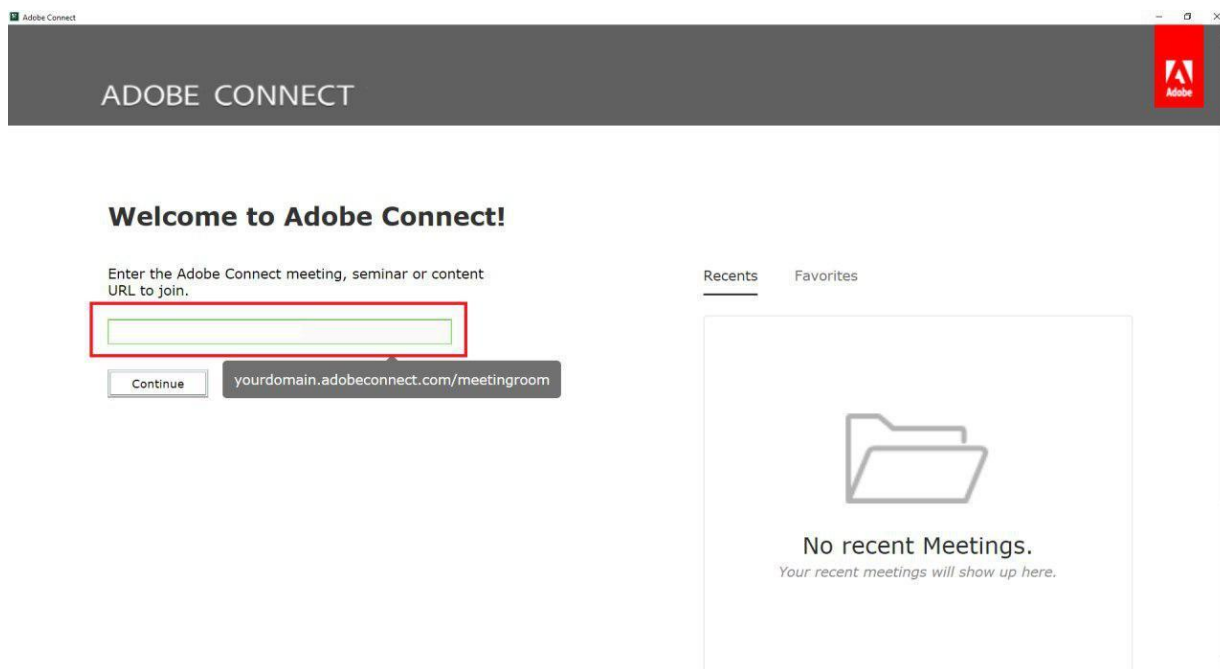 Adobe Connect
ADOBE CONNECT
Adobe
Welcome to Adobe Connect!
Enter the Adobe Connect meeting, seminar or content
URL to join.
Continue
yourdomain.adobeconnect.com/meetingroom
Recents
Favorites
No recent Meetings.
Your recent meetings will show up here.